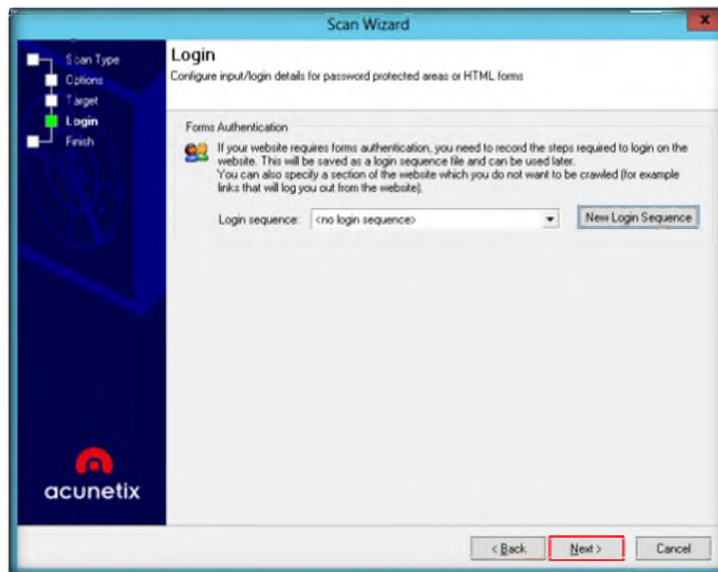 Scan Wizard
x
Scan Type
Options
Target
Login
Finish
Login
Configure input/login details for password protected areas or HTML forms
Forms Authentication
If your website requires forms authentication, you need to record the steps required to login on the
website. This will be saved as a login sequence file and can be used later.
You can also specify a section of the website which you do not want to be crawled (for example
links that will log you out from the website).
Login sequence: <no login sequence> New Login Sequence
acunetix
< Back Next > Cancel